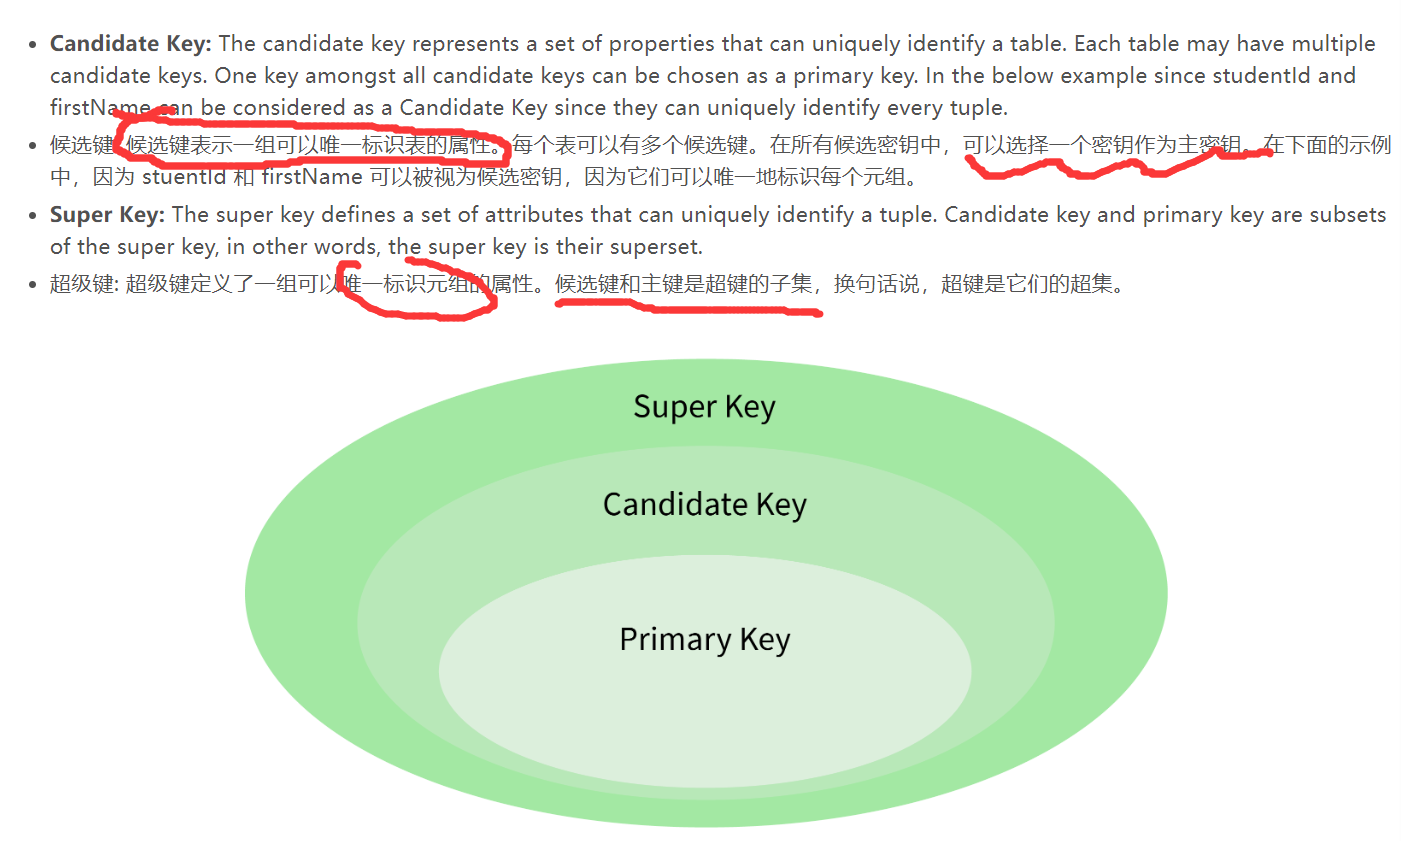 Candidate Key: The candidate key represents a set of properties that can uniquely identify a table. Each table may have multiple
candidate keys. One key amongst all candidate keys can be chosen as a primary key. In the below example since studentId and
firstName can be considered as a Candidate Key since they can uniquely identify every tuple.
候选键: 候选键表示一组可以唯一标识表的属性。每个表可以有多个候选键。在所有候选密钥中，可以选择一个密钥作为主密钥。在下面的示例
中，因为 stuentId 和 firstName 可以被视为候选密钥，因为它们可以唯一地标识每个元组。
Super Key: The super key defines a set of attributes that can uniquely identify a tuple. Candidate key and primary key are subsets
of the super key, in other words, the super key is their superset.
超级键: 超级键定义了一组可以唯一标识元组的属性。候选键和主键是超键的子集，换句话说，超键是它们的超集。
Super Key
Candidate Key
Primary Key